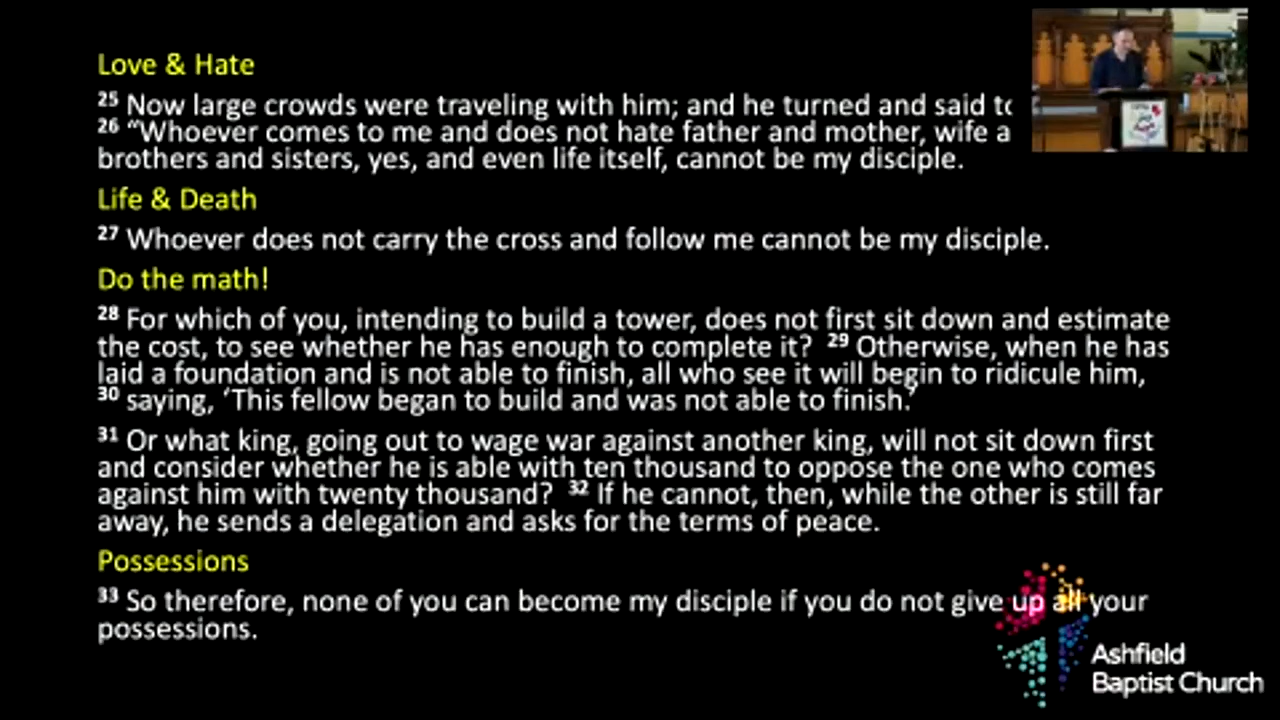 Love & Hate
25 Now large crowds were traveling with him; and he turned and said to
26 “Whoever comes to me and does not hate father and mother, wife a
brothers and sisters, yes, and even life itself, cannot be my disciple.
Life & Death
27 Whoever does not carry the cross and follow me cannot be my disciple.
Do the math!
28 For which of you, intending to build a tower, does not first sit down and estimate
the cost, to see whether he has enough to complete it? 29 Otherwise, when he has
laid a foundation and is not able to finish, all who see it will begin to ridicule him,
30 saying, ‘This fellow began to build and was not able to finish.’
31 Or what king, going out to wage war against another king, will not sit down first
and consider whether he is able with ten thousand to oppose the one who comes
against him with twenty thousand? 32 If he cannot, then, while the other is still far
away, he sends a delegation and asks for the terms of peace.
Possessions
33 So therefore, none of you can become my disciple if you do not give up all your
possessions.
Ashfield
Baptist Church